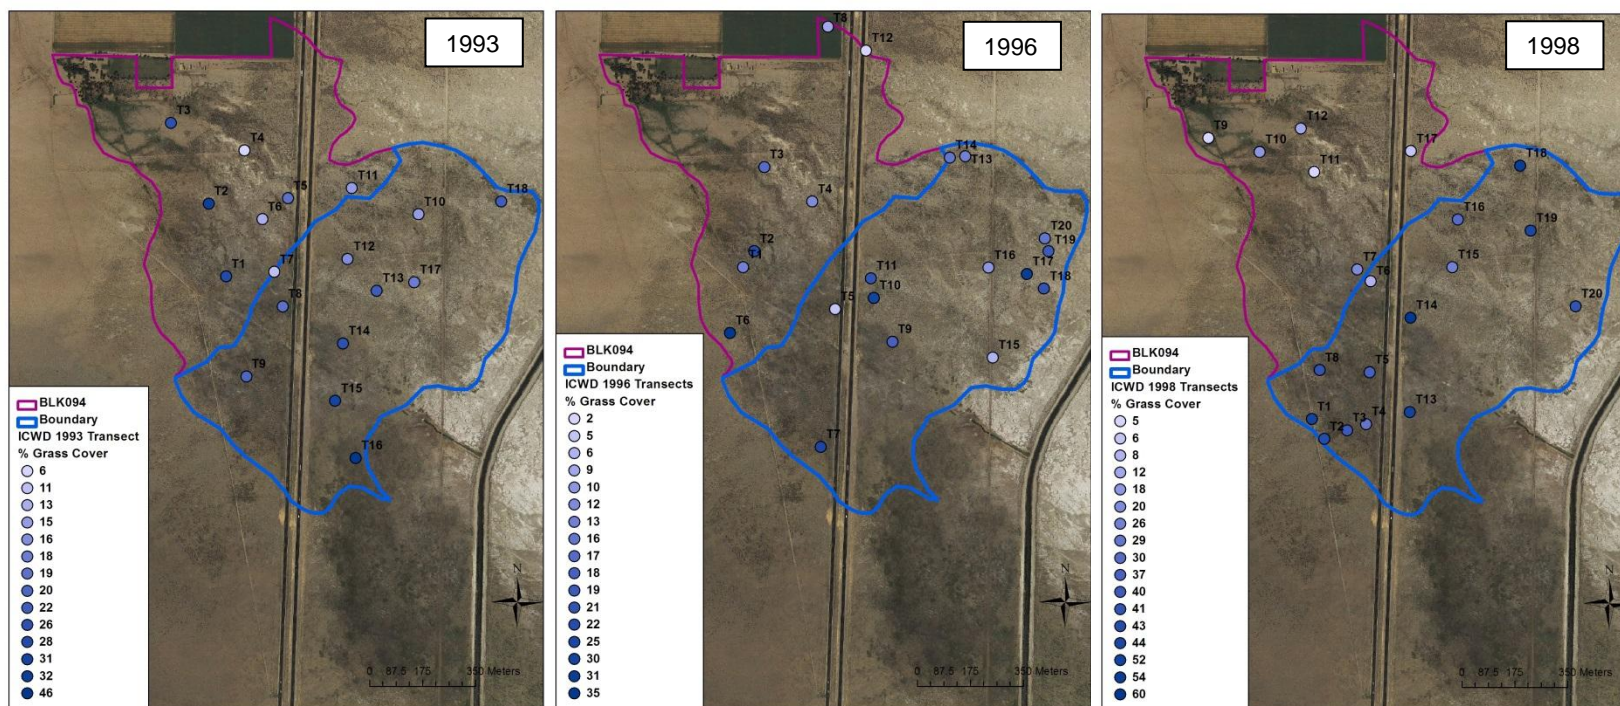 1993
T3
T4
T2
T5
T11
T18
T6
T10
T12
T7
T1
T13
T17
T8
T14
T9
T15
T16
BLK094
Boundary
ICWD 1993 Transect
% Grass Cover
6
11
13
15
16
18
19
20
22
26
28
31
32
46
N
0 87.5 175 350 Meters
1996
T8
T12
T14
T13
T3
T4
T20
T2
T19
T1
T16
T17
T11
T18
T10
T5
T6
T9
T15
T7
BLK094
Boundary
ICWD 1996 Transects
% Grass Cover
2
5
6
9
10
12
13
16
17
18
19
21
22
25
30
31
35
N
0 87.5 175 350 Meters
1998
T9
T12
T10
T17
T11
T18
T16
T19
T15
T7
T6
T14
T20
T8
T5
T13
T1
T3
T4
T2
BLK094
Boundary
ICWD 1998 Transects
% Grass Cover
5
6
8
12
18
20
26
29
30
37
40
41
43
44
52
54
60
N
0 87.5 175 350 Meters